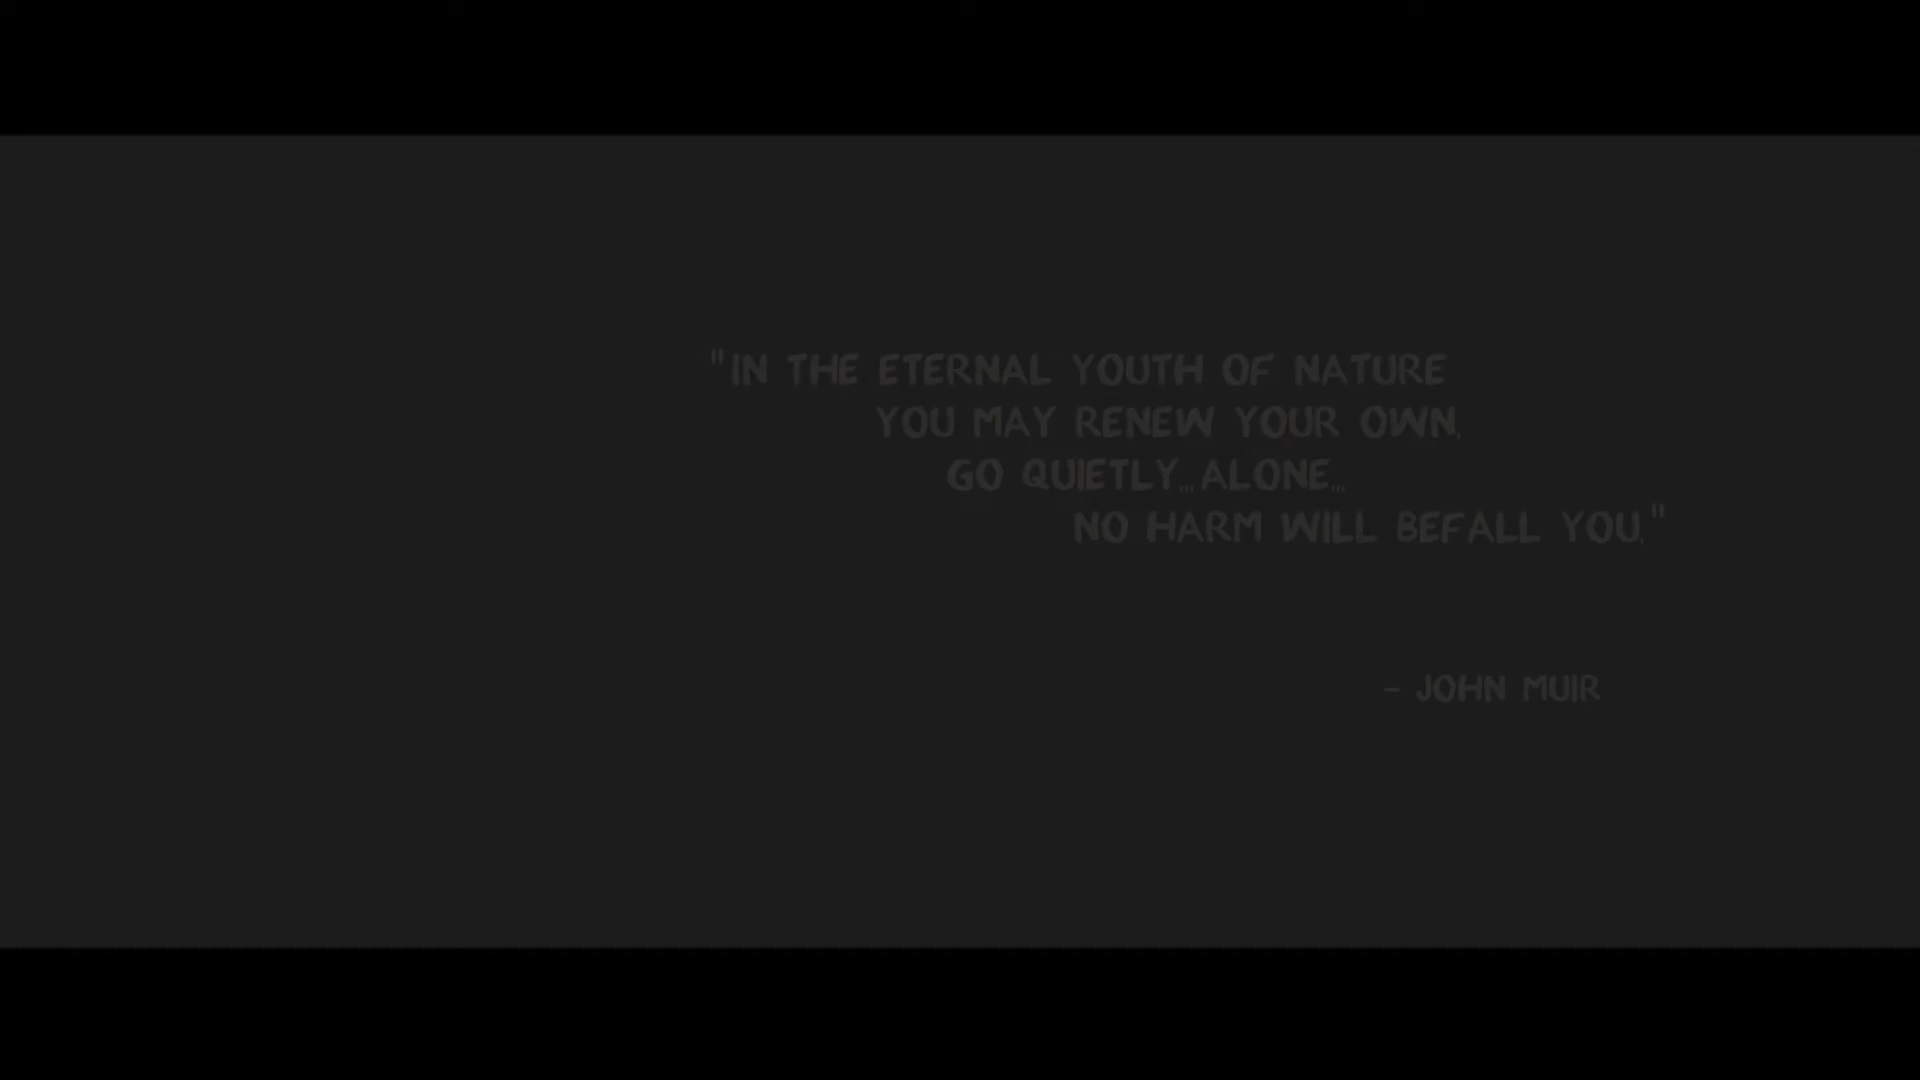 "IN THE ETERNAL YOUTH OF NATURE
YOU MAY RENEW YOUR OWN.
GO QUIETLY...ALONE...
NO HARM WILL BEFALL YOU."
- JOHN MUIR